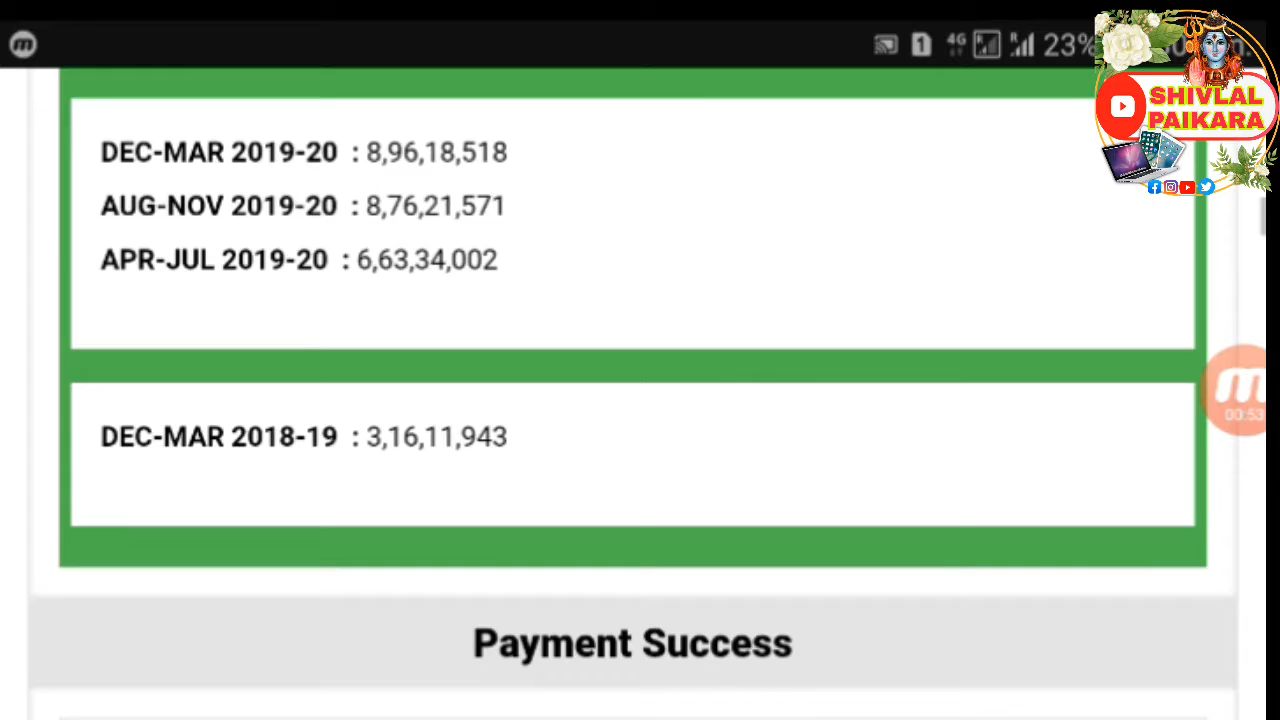 1 4G R R 23%
SHIVLAL
PAIKARA
DEC-MAR 2019-20 : 8,96,18,518
AUG-NOV 2019-20 : 8,76,21,571
APR-JUL 2019-20 : 6,63,34,002
DEC-MAR 2018-19 : 3,16,11,943
00:53
Payment Success